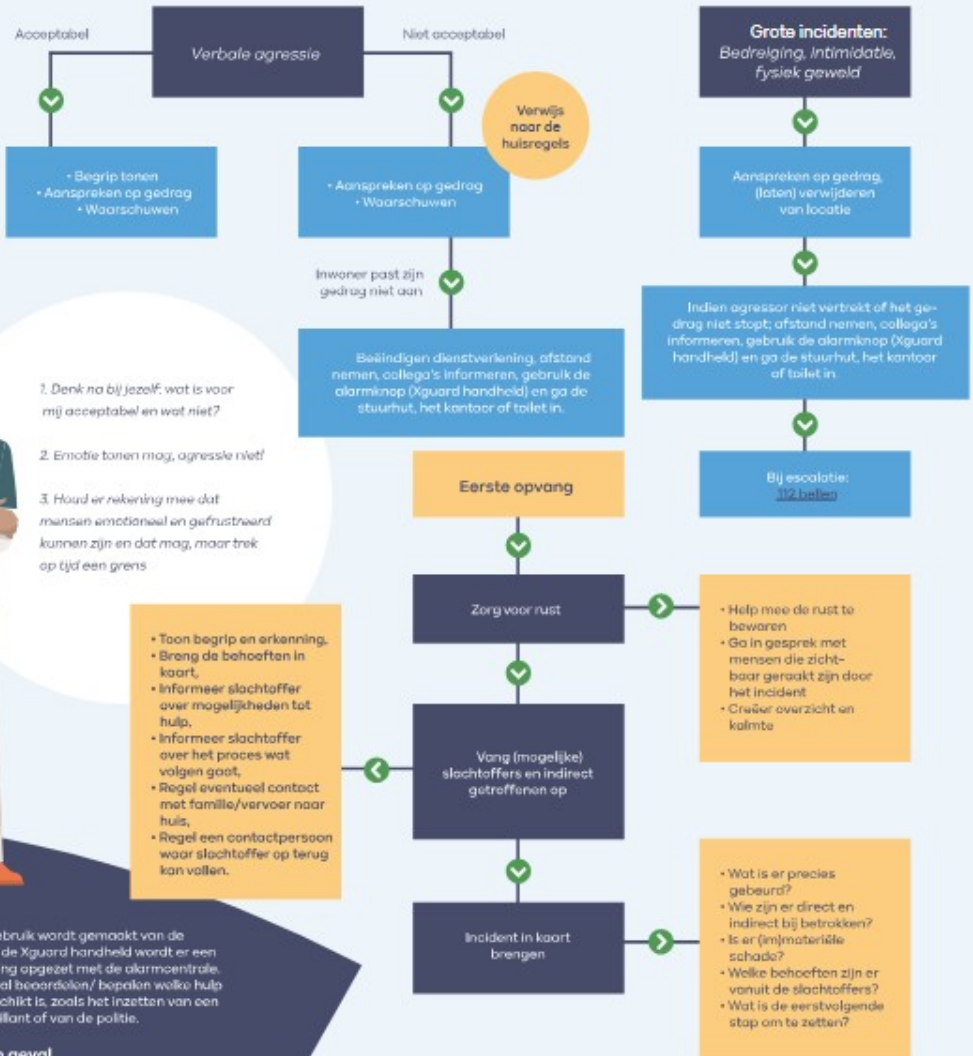 Acceptabel
Verbale agressie
Niet acceptabel
• Begrip tonen
• Aanspreken op gedrag
• Waarschuwen
Verwijs
naar de
huisregels
• Aanspreken op gedrag
• Waarschuwen
Inwoner past zijn
gedrag niet aan
Beëindigen dienstverlening, afstand
nemen, collega's informeren, gebruik de
alarmknop (Xguard handheld) en ga de
stuurhut, het kantoor of toilet in.
Grote incidenten:
Bedreiging, intimidatie,
fysiek geweld
Aanspreken op gedrag,
(laten) verwijderen
van locatie
Indien agressor niet vertrekt of het ge-
drag niet stopt; afstand nemen, collega's
informeren, gebruik de alarmknop (Xguard
handheld) en ga de stuurhut, het kantoor
of toilet in.
Bij escalatie:
112 bellen
1. Denk na bij jezelf: wat is voor
mij acceptabel en wat niet?
2. Emotie tonen mag, agressie niet!
3. Houd er rekening mee dat
mensen emotioneel en gefrustreerd
kunnen zijn en dat mag, maar trek
op tijd een grens
Eerste opvang
Zorg voor rust
• Help mee de rust te
bewaren
• Ga in gesprek met
mensen die zicht-
baar geraakt zijn door
het incident
• Creëer overzicht en
kalmte
Vang (mogelijke)
slachtoffers en indirect
getroffenen op
• Toon begrip en erkenning,
• Breng de behoeften in
kaart,
• Informeer slachtoffer
over mogelijkheden tot
hulp,
• Informeer slachtoffer
over het proces wat
volgen gaat,
• Regel eventueel contact
met familie/vervoer naar
huis,
• Regel een contactpersoon
waar slachtoffer op terug
kan vallen.
Incident in kaart
brengen
• Wat is er precies
gebeurd?
• Wie zijn er direct en
indirect bij betrokken?
• Is er (im)materiële
schade?
• Welke behoeften zijn er
vanuit de slachtoffers?
• Wat is de eerstvolgende
stap om te zetten?
ebruik wordt gemaakt van de
de Xguard handheld wordt er een
ng opgezet met de alarmcentrale.
al beoordelen/ bepalen welke hulp
chikt is, zoals het inzetten van een
illant of van de politie.